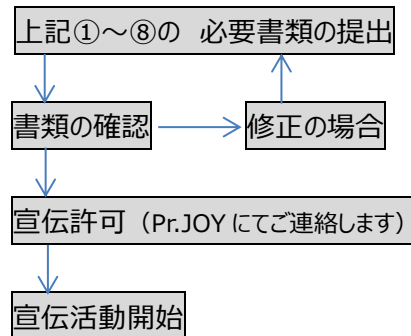 上記①～⑧の 必要書類の提出
書類の確認
修正の場合
宣伝許可（Pr.JOY にてご連絡します）
宣伝活動開始